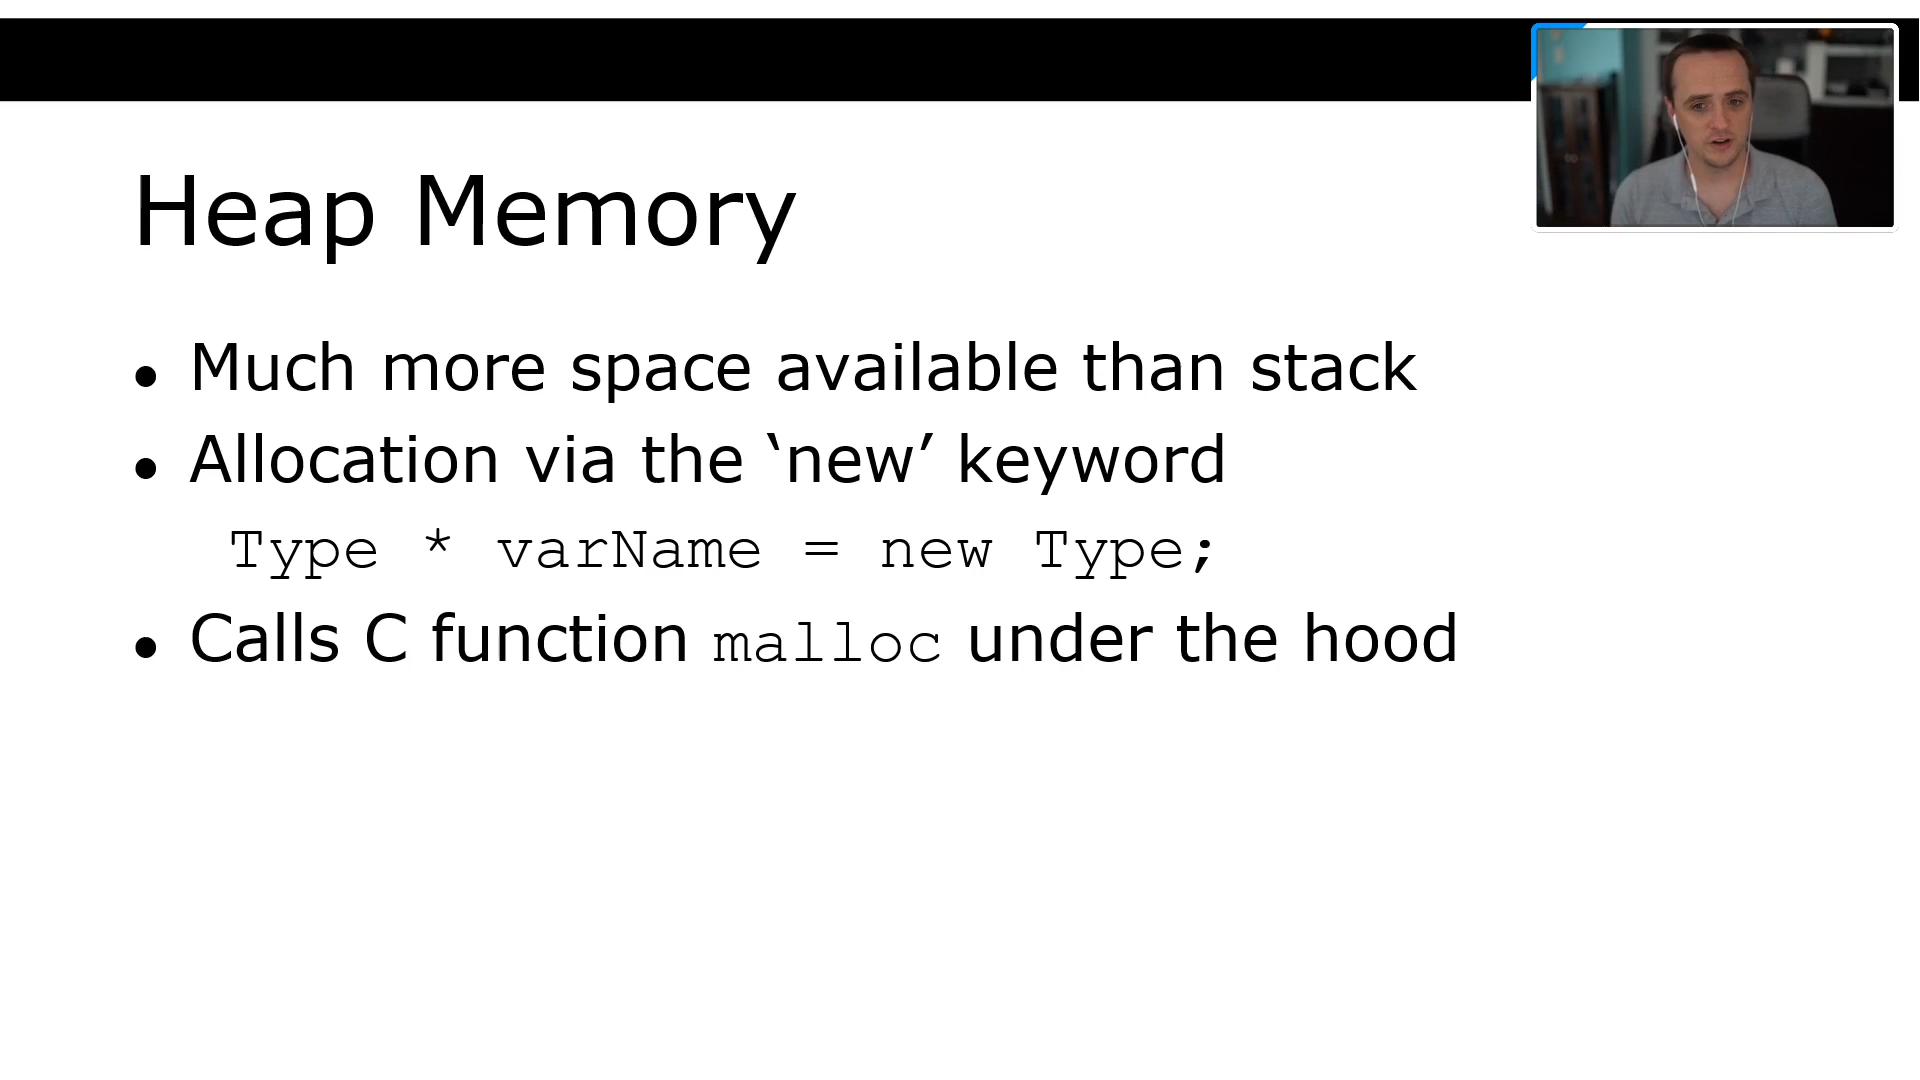 Heap Memory
• Much more space available than stack
• Allocation via the ‘new’ keyword
Type * varName = new Type;
• Calls C function malloc under the hood